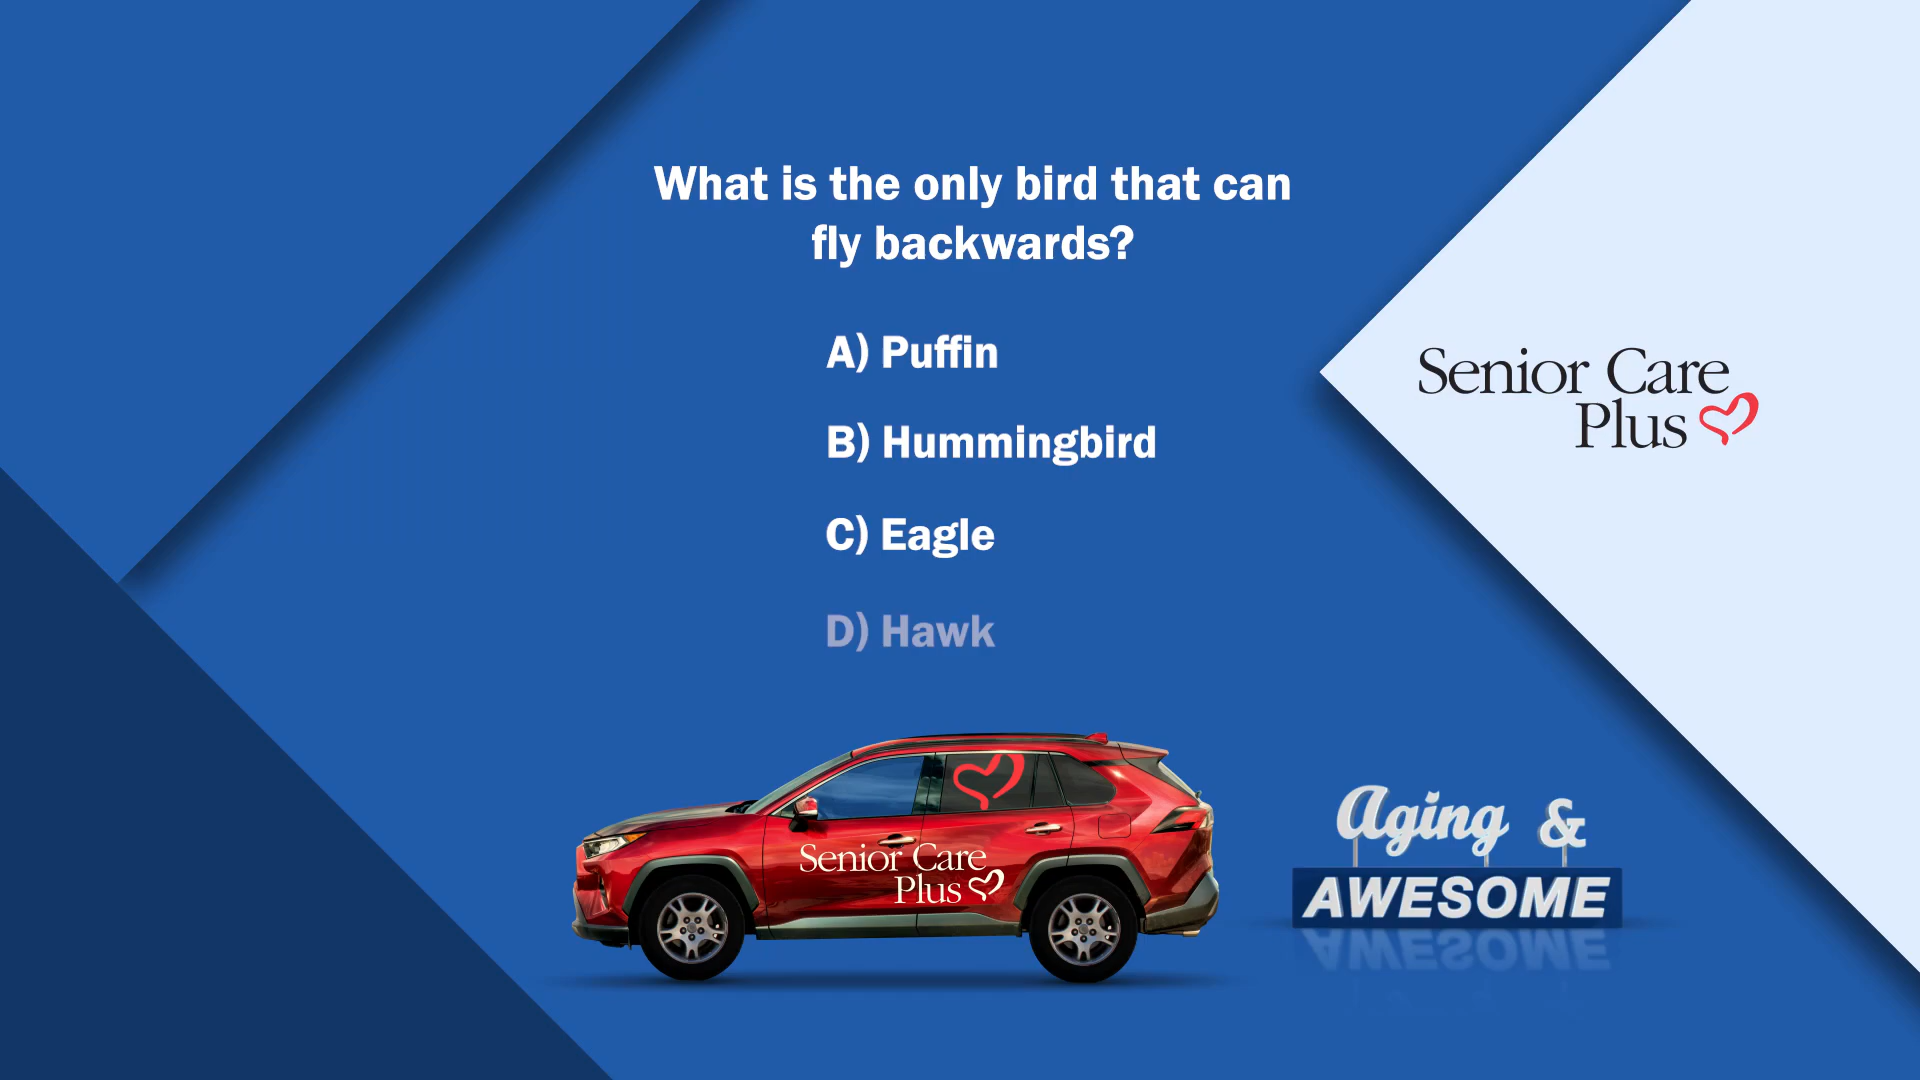 What is the only bird that can
fly backwards?
A) Puffin
B) Hummingbird
C) Eagle
D) Hawk
Senior Care
Plus
Senior Care
Plus
Aging &
AWESOME